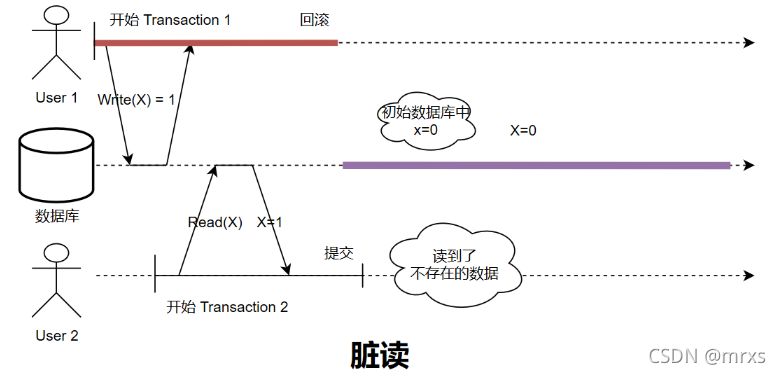 开始 Transaction 1
回滚
User 1
Write(X) = 1
初始数据库中
x=0
X=0
数据库
Read(X)
X=1
提交
读到了
不存在的数据
开始 Transaction 2
User 2
脏读
CSDN @mrxs